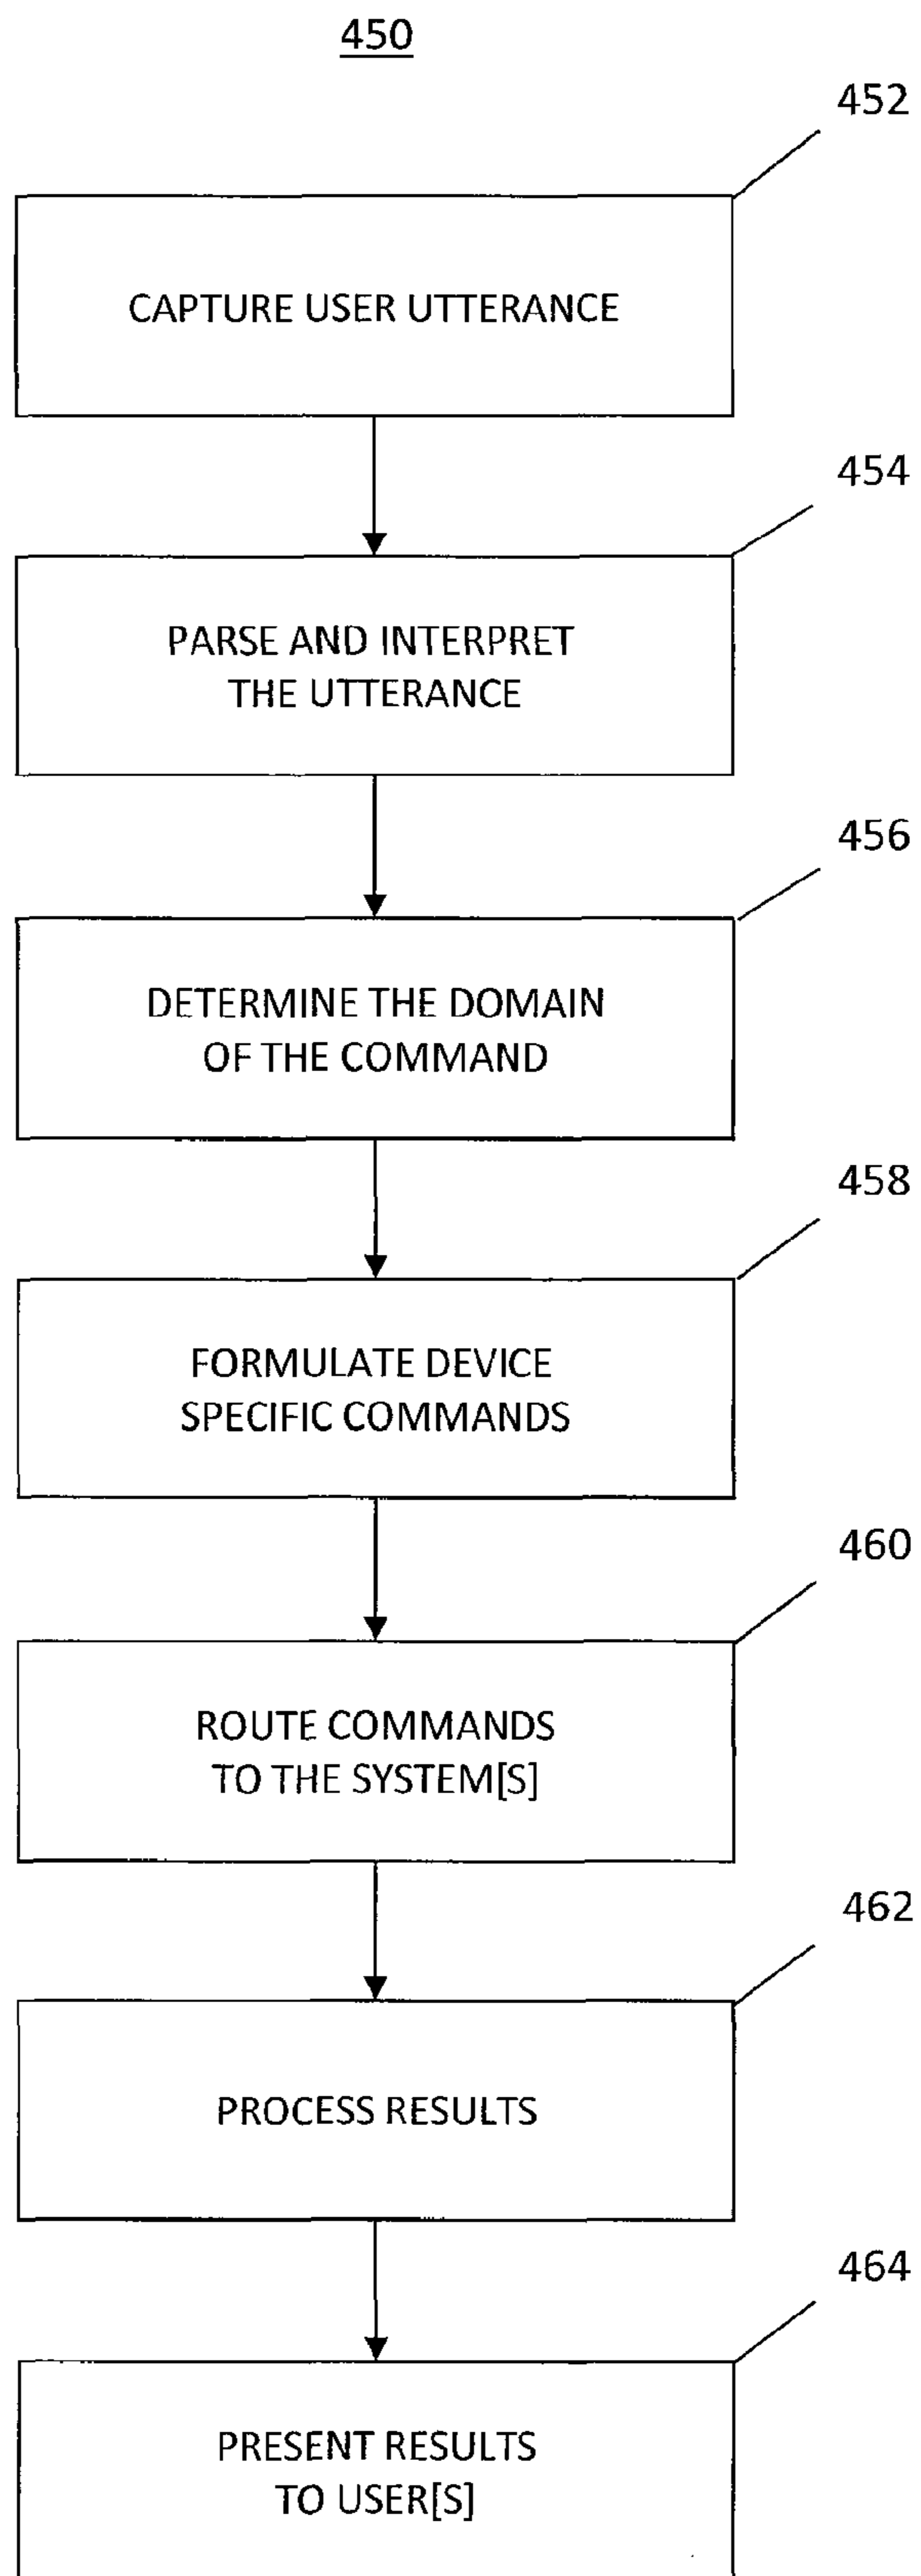 450
452
CAPTURE USER UTTERANCE
454
PARSE AND INTERPRET
THE UTTERANCE
456
DETERMINE THE DOMAIN
OF THE COMMAND
458
FORMULATE DEVICE
SPECIFIC COMMANDS
460
ROUTE COMMANDS
TO THE SYSTEM[S]
462
PROCESS RESULTS
464
PRESENT RESULTS
TO USER[S]